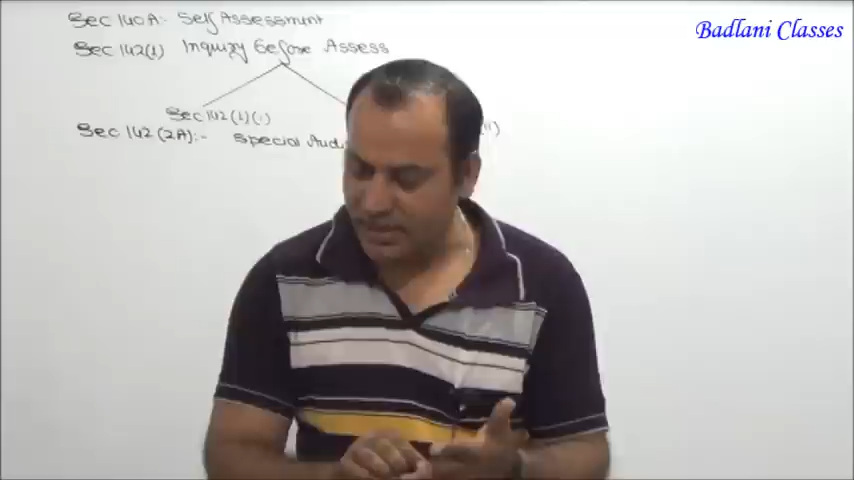 Badlani Classes
Sec 140A:- Self Assessment
Sec 142(1) Inquiry Before Assess
Sec 142(1)(i)
Sec 142(2A):- Special Audi